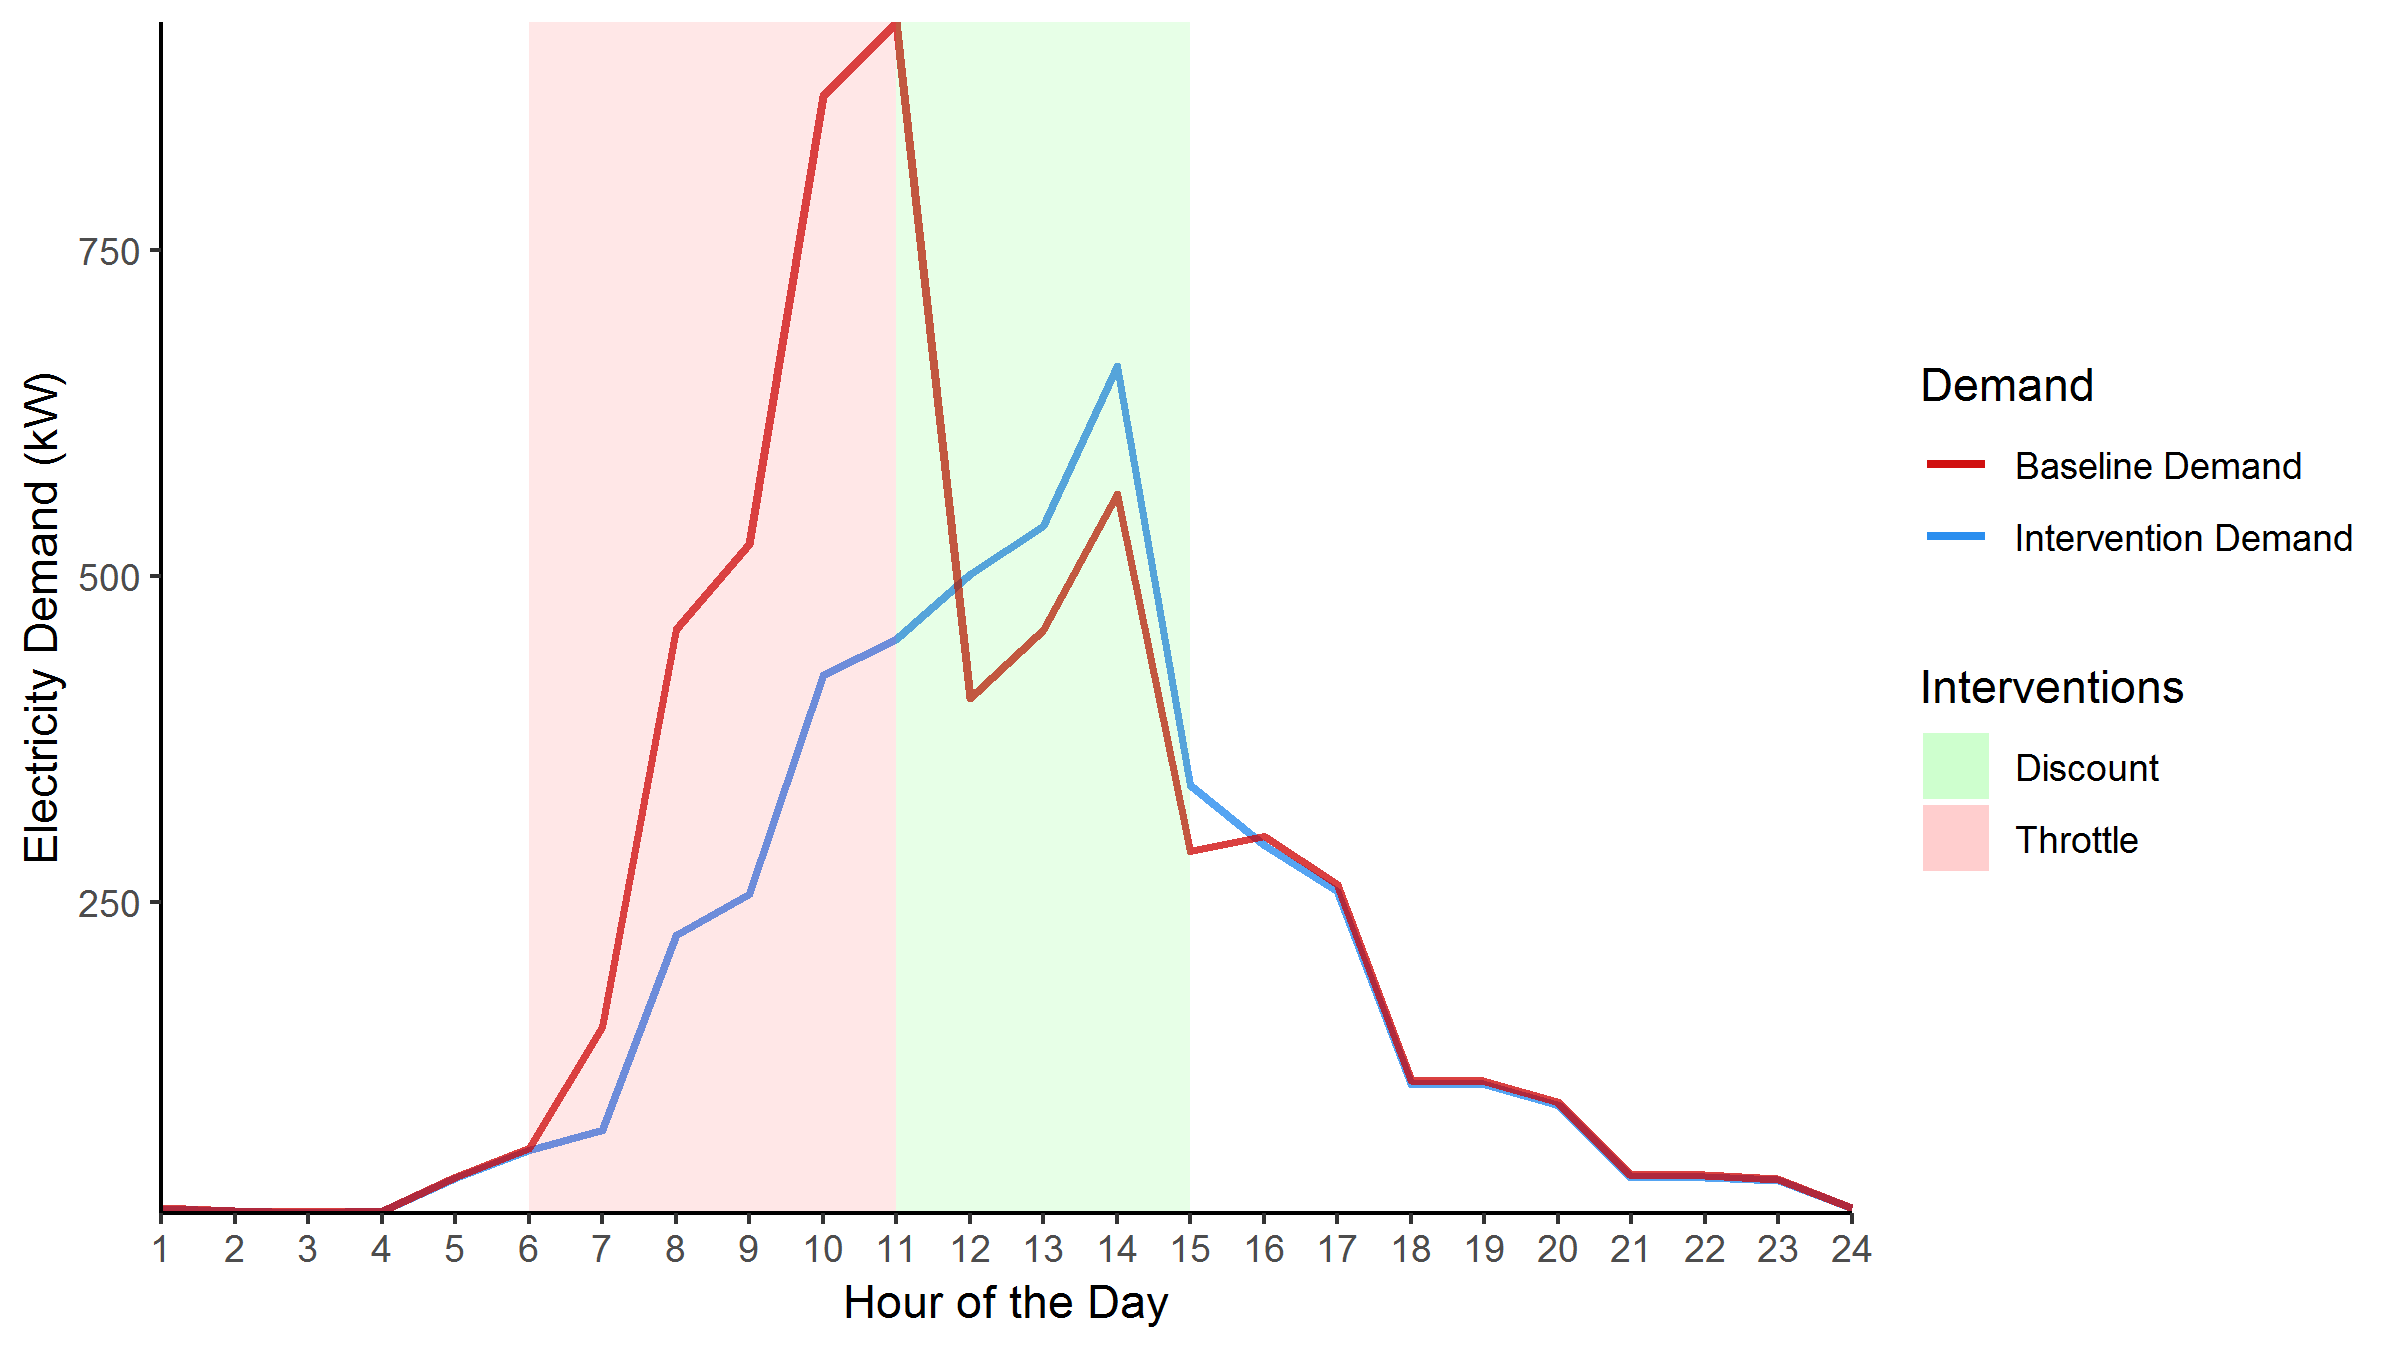 750
500
250
Electricity Demand (kW)
1 2 3 4 5 6 7 8 9 10 11 12 13 14 15 16 17 18 19 20 21 22 23 24
Hour of the Day
Demand
Baseline Demand
Intervention Demand
Interventions
Discount
Throttle